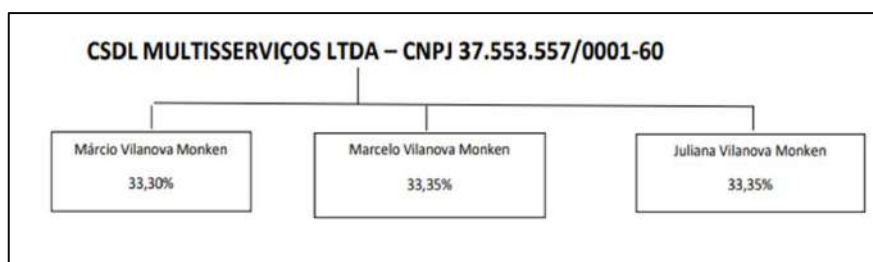 CSDL MULTISSERVIÇOS LTDA – CNPJ 37.553.557/0001-60
Márcio Vilanova Monken
33,30%
Marcelo Vilanova Monken
33,35%
Juliana Vilanova Monken
33,35%